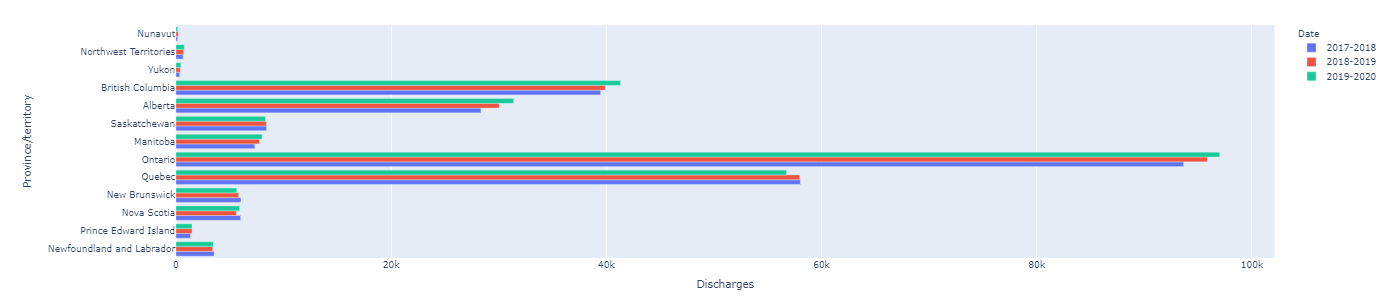 Nunavut
Northwest Territories
Yukon
British Columbia
Alberta
Saskatchewan
Manitoba
Ontario
Quebec
New Brunswick
Nova Scotia
Prince Edward Island
Newfoundland and Labrador
Province/territory
0 20k 40k 60k 80k 100k
Discharges
Date
2017-2018
2018-2019
2019-2020